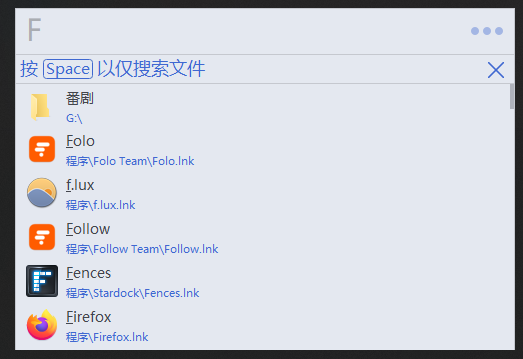 F
按 Space 以仅搜索文件
番剧
G:\
Folo
程序\Folo Team\Folo.lnk
f.lux
程序\f.lux.lnk
Follow
程序\Follow Team\Follow.lnk
Fences
程序\Stardock\Fences.lnk
Firefox
程序\Firefox.lnk